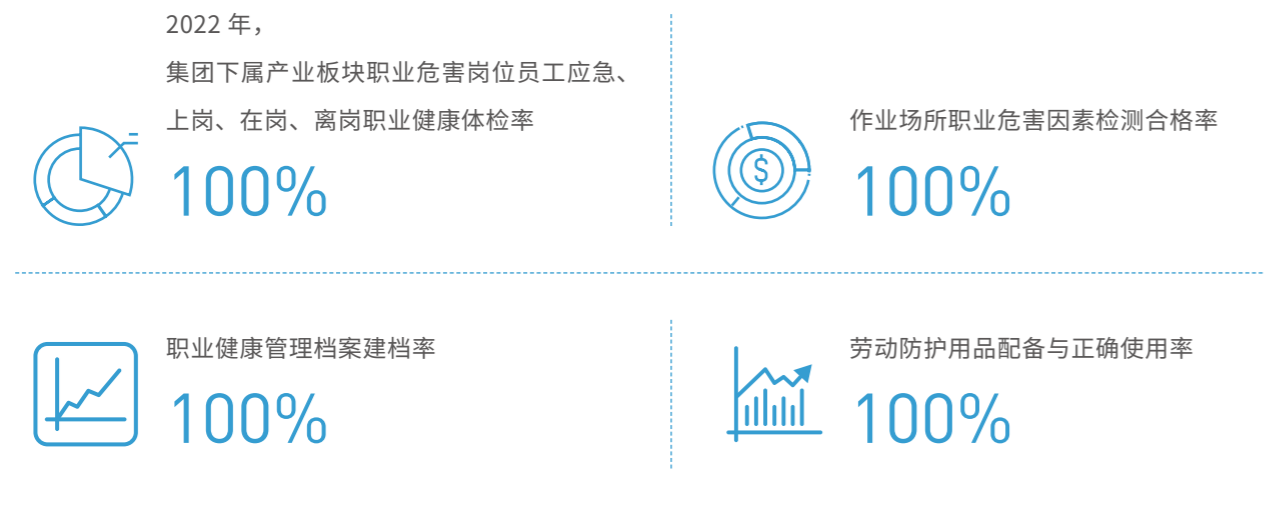 2022 年，
集团下属产业板块职业危害岗位员工应急、
上岗、在岗、离岗职业健康体检率
100%
作业场所职业危害因素检测合格率
$
100%
职业健康管理档案建档率
100%
劳动防护用品配备与正确使用率
100%